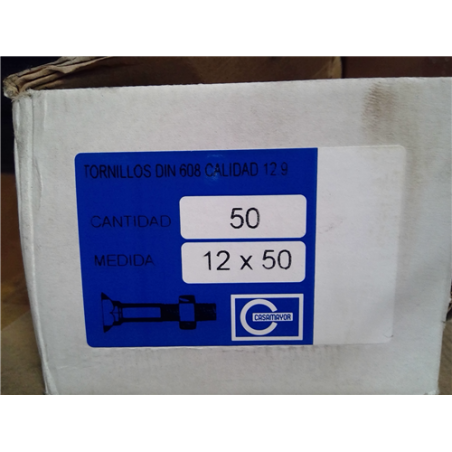 TORNILLOS DIN 608 CALIDAD 12.9
CANTIDAD 50
MEDIDA 12 x 50
CASAMAYOR